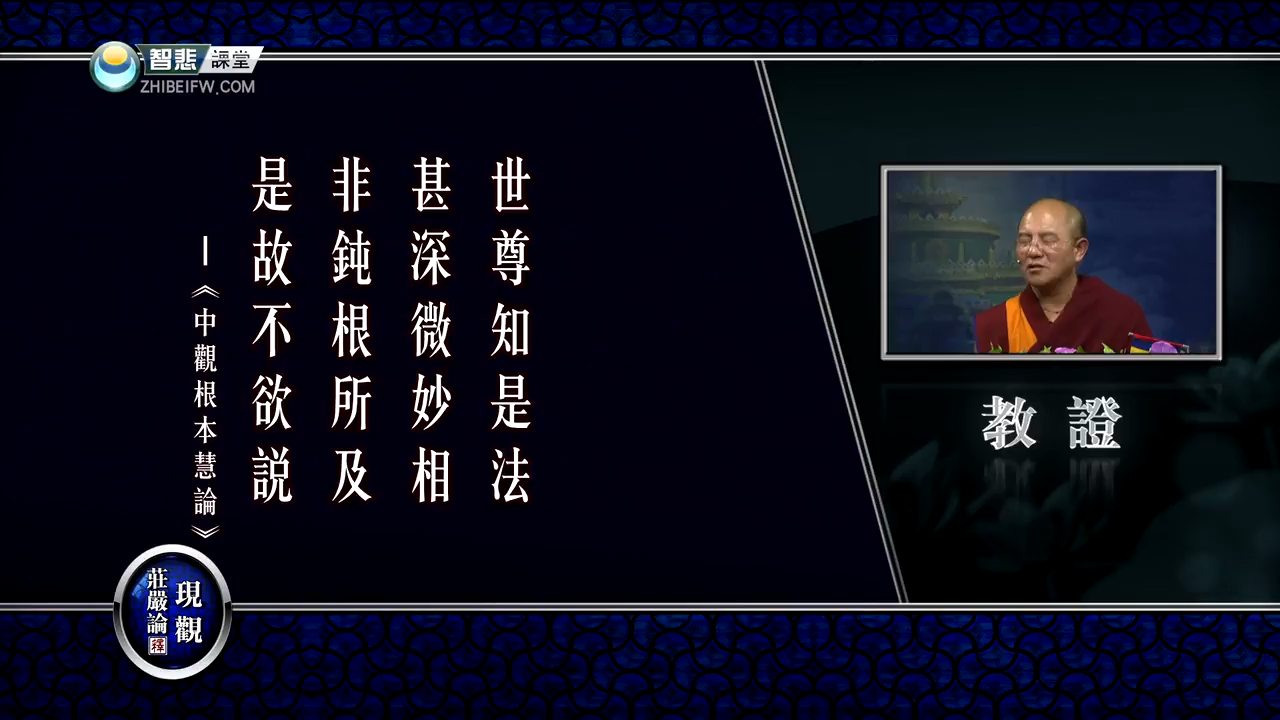 智悲課堂
ZHIBEIFW.COM
世尊知是法
甚深微妙相
非鈍根所及
是故不欲説
—《中觀根本慧論》
教證
現觀
莊嚴論釋